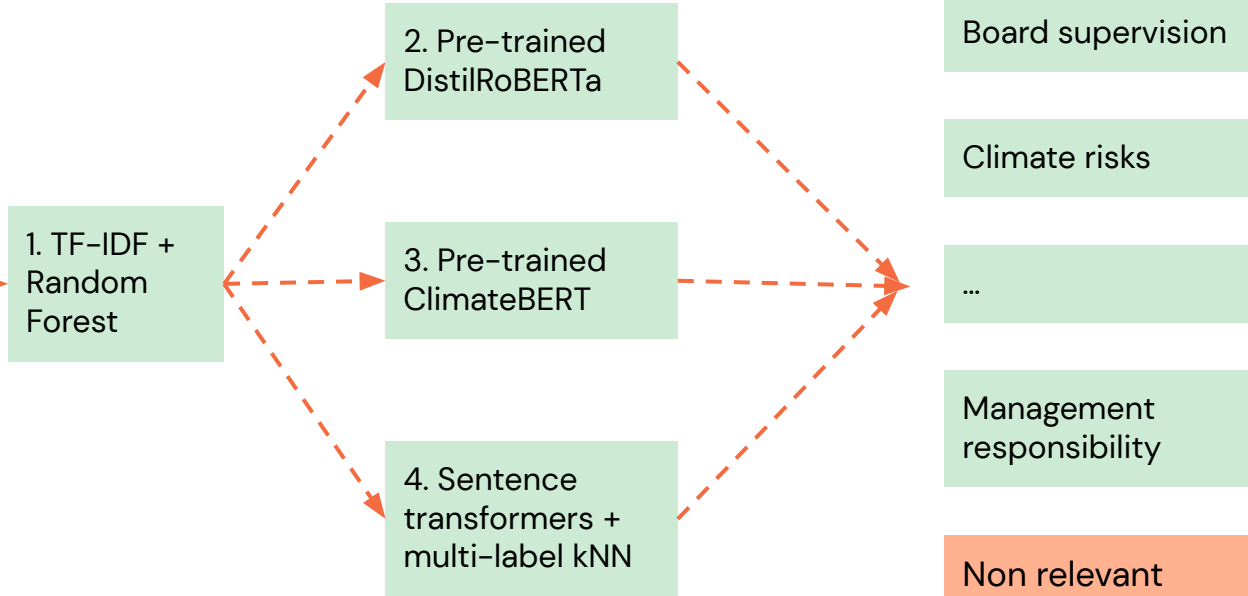 1. TF-IDF +
Random
Forest
2. Pre-trained
DistilRoBERTa
3. Pre-trained
ClimateBERT
4. Sentence
transformers +
multi-label kNN
Board supervision
Climate risks
...
Management
responsibility
Non relevant